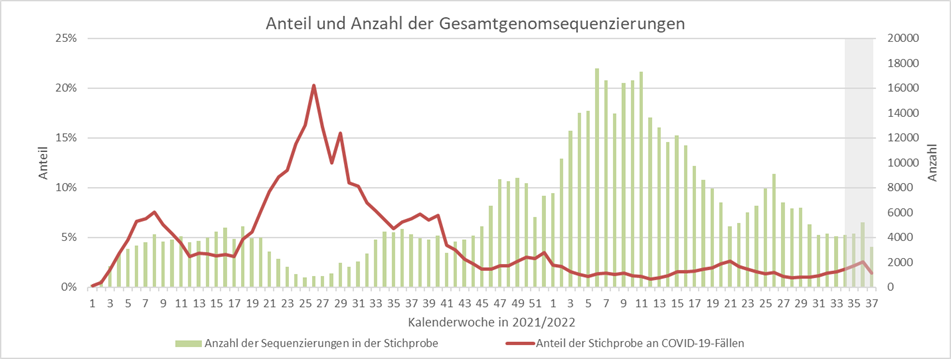 Anteil und Anzahl der Gesamtgenomsequenzierungen
25% 20000
18000
20% 16000
14000
15% 12000
10000
10% 8000
6000
5% 4000
2000
0% 0
Anteil
Anzahl
1 3 5 7 9 11 13 15 17 19 21 23 25 27 29 31 33 35 37 39 41 43 45 47 49 51 1 3 5 7 9 11 13 15 17 19 21 23 25 27 29 31 33 35 37
Kalenderwoche in 2021/2022
Anzahl der Sequenzierungen in der Stichprobe Anteil der Stichprobe an COVID-19-Fällen